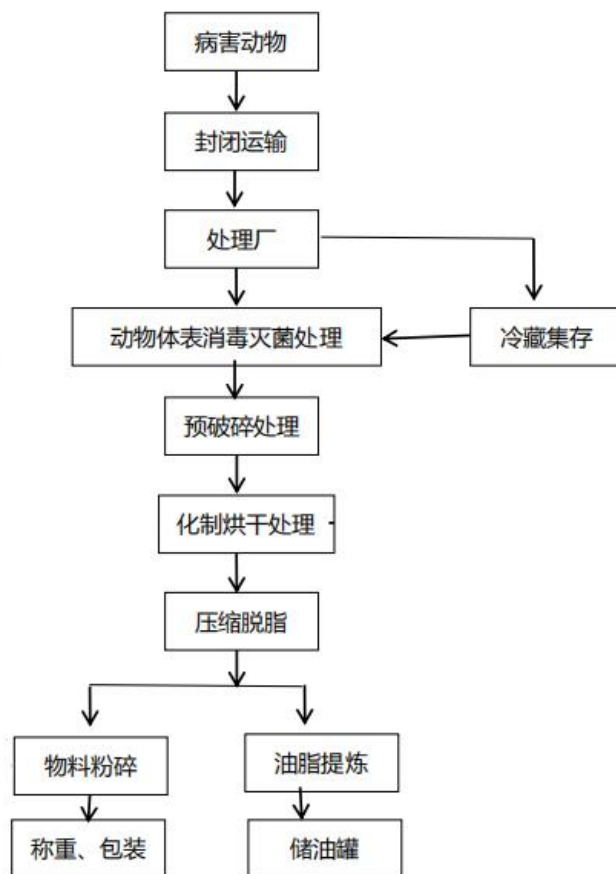 病害动物
封闭运输
处理厂
动物体表消毒灭菌处理
冷藏集存
预破碎处理
化制烘干处理
压缩脱脂
物料粉碎
油脂提炼
称重、包装
储油罐